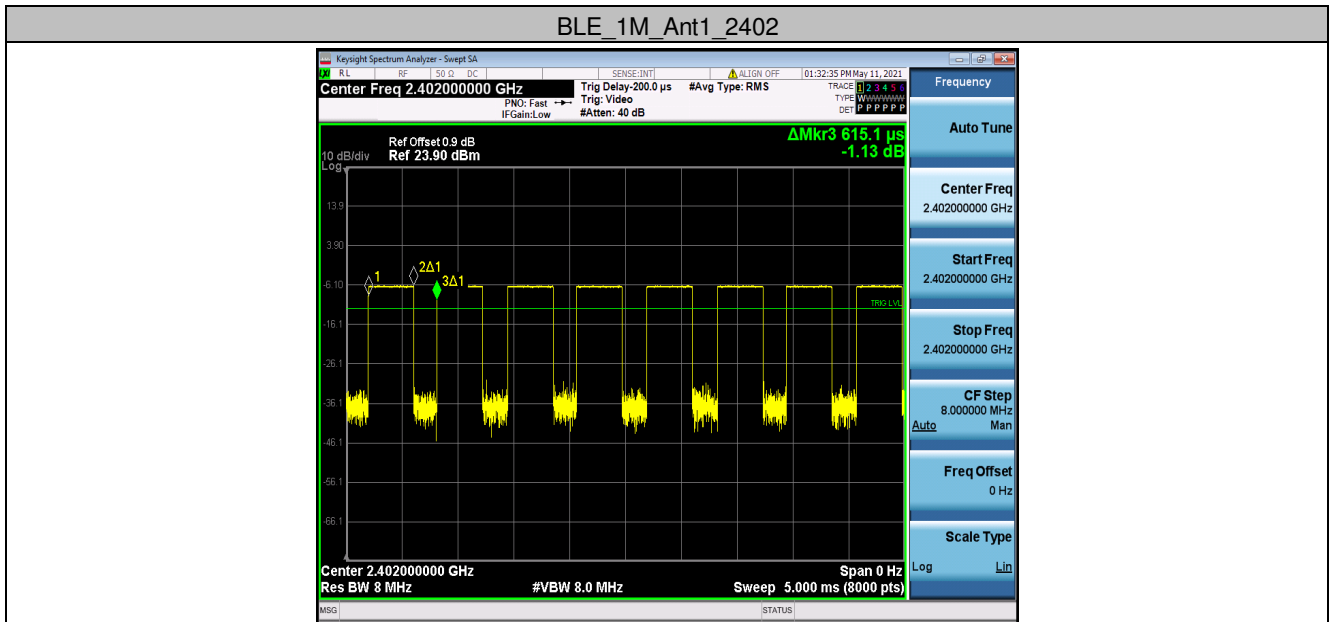 BLE_1M_Ant1_2402
Keysight Spectrum Analyzer - Swept SA
RL RF 50 Ω DC SENSE:INT ALIGN OFF 01:32:35 PM May 11, 2021
Center Freq 2.402000000 GHz
PNO: Fast
IFGain:Low
Trig Delay-200.0 µs
Trig: Video
#Atten: 40 dB
#Avg Type: RMS
TRACE 1 2 3 4 5 6
TYPE WWWWWW
DET P P P P P P
Frequency
Auto Tune
Center Freq
2.402000000 GHz
Start Freq
2.402000000 GHz
Stop Freq
2.402000000 GHz
CF Step
8.000000 MHz
Auto Man
Freq Offset
0 Hz
Scale Type
Log Lin
ΔMkr3 615.1 µs
-1.13 dB
Ref Offset 0.9 dB
10 dB/div Ref 23.90 dBm
Log
13.9
3.90
-6.10
-16.1
-26.1
-36.1
-46.1
-56.1
-66.1
1
2Δ1
3Δ1
TRIG LVL
Center 2.402000000 GHz Span 0 Hz
Res BW 8 MHz #VBW 8.0 MHz Sweep 5.000 ms (8000 pts)
MSG STATUS